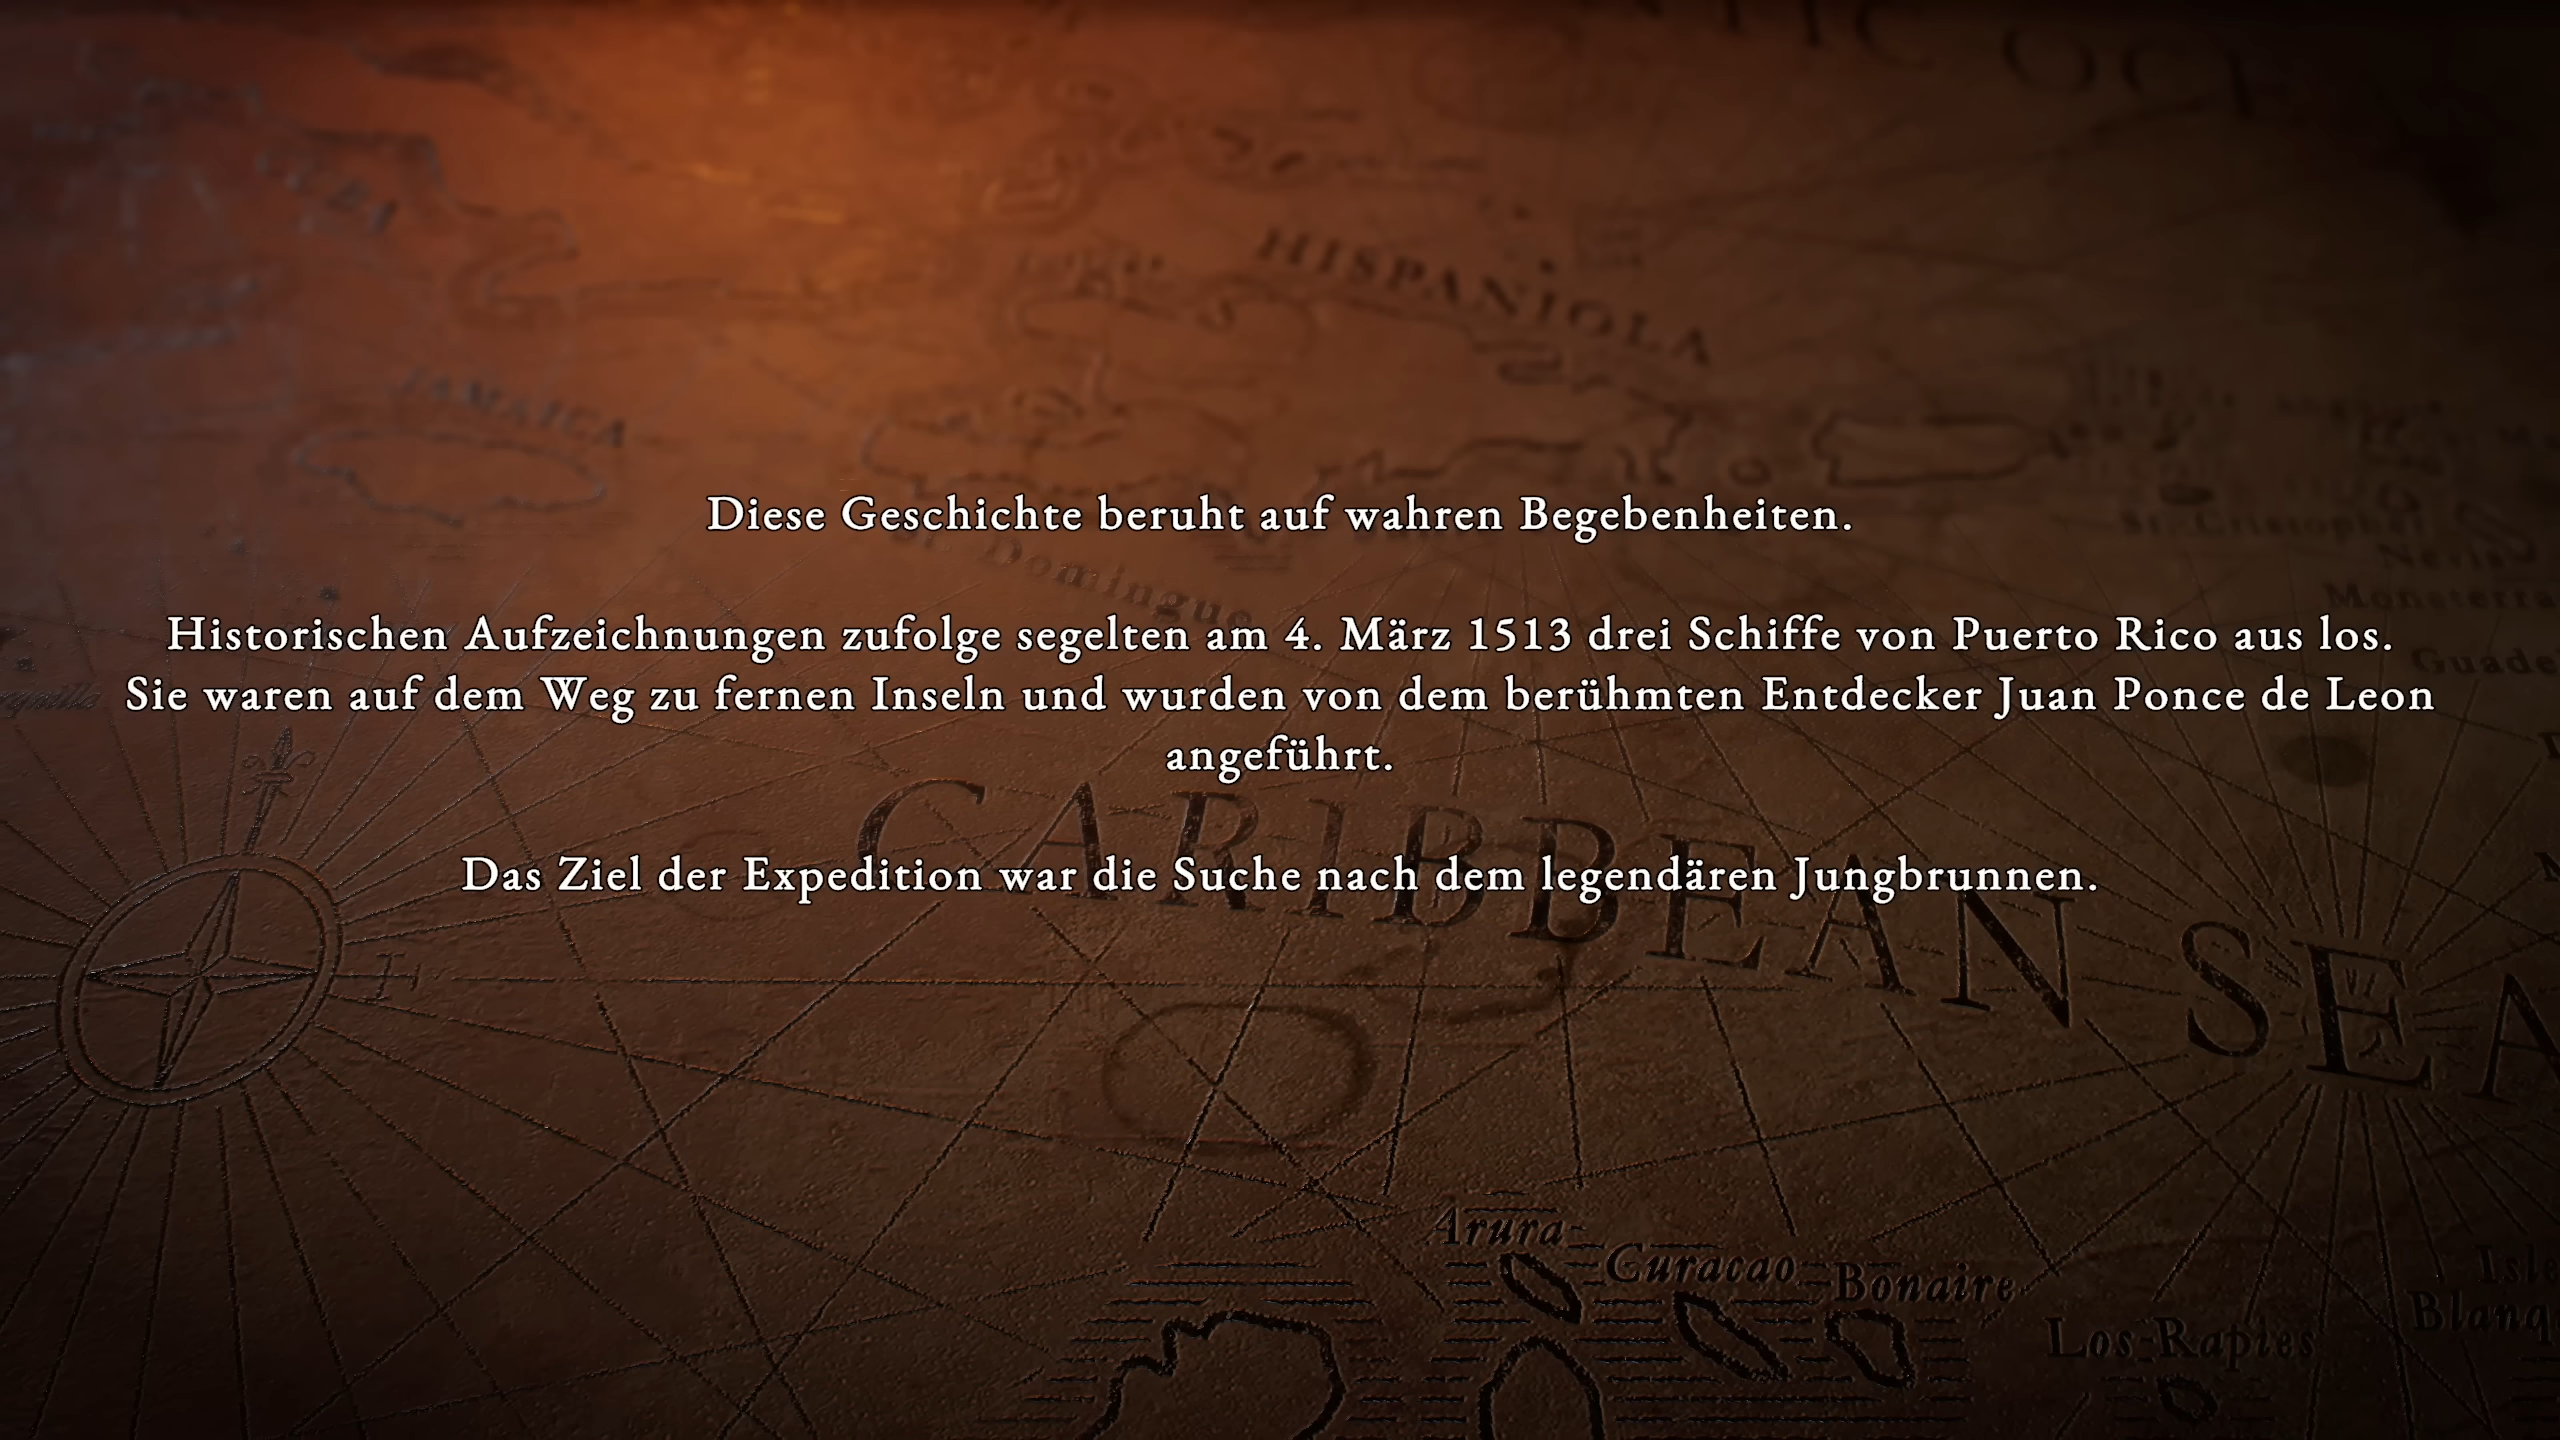 HISPANIOLA
JAMAICA
Diese Geschichte beruht auf wahren Begebenheiten.
St. Domingue
Historischen Aufzeichnungen zufolge segelten am 4. März 1513 drei Schiffe von Puerto Rico aus los.
Sie waren auf dem Weg zu fernen Inseln und wurden von dem berühmten Entdecker Juan Ponce de Leon
angeführt.
CARIBBEAN SEA
Das Ziel der Expedition war die Suche nach dem legendären Jungbrunnen.
Arura
Curacao
Bonaire
Los Rapies